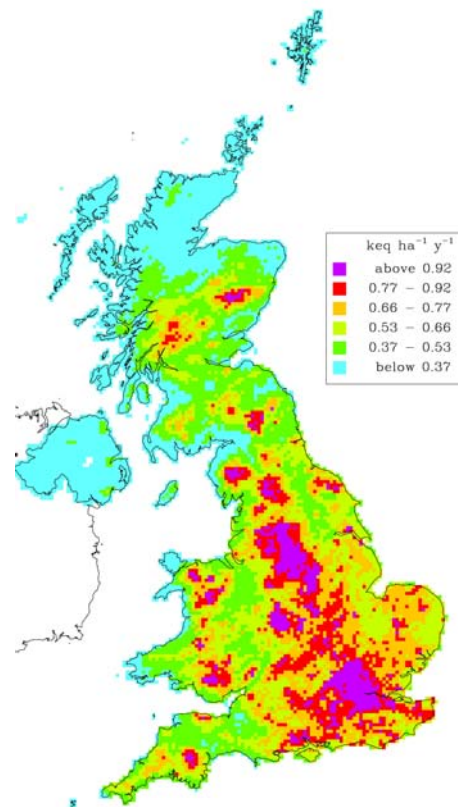 keq ha⁻¹ y⁻¹
above 0.92
0.77 – 0.92
0.66 – 0.77
0.53 – 0.66
0.37 – 0.53
below 0.37